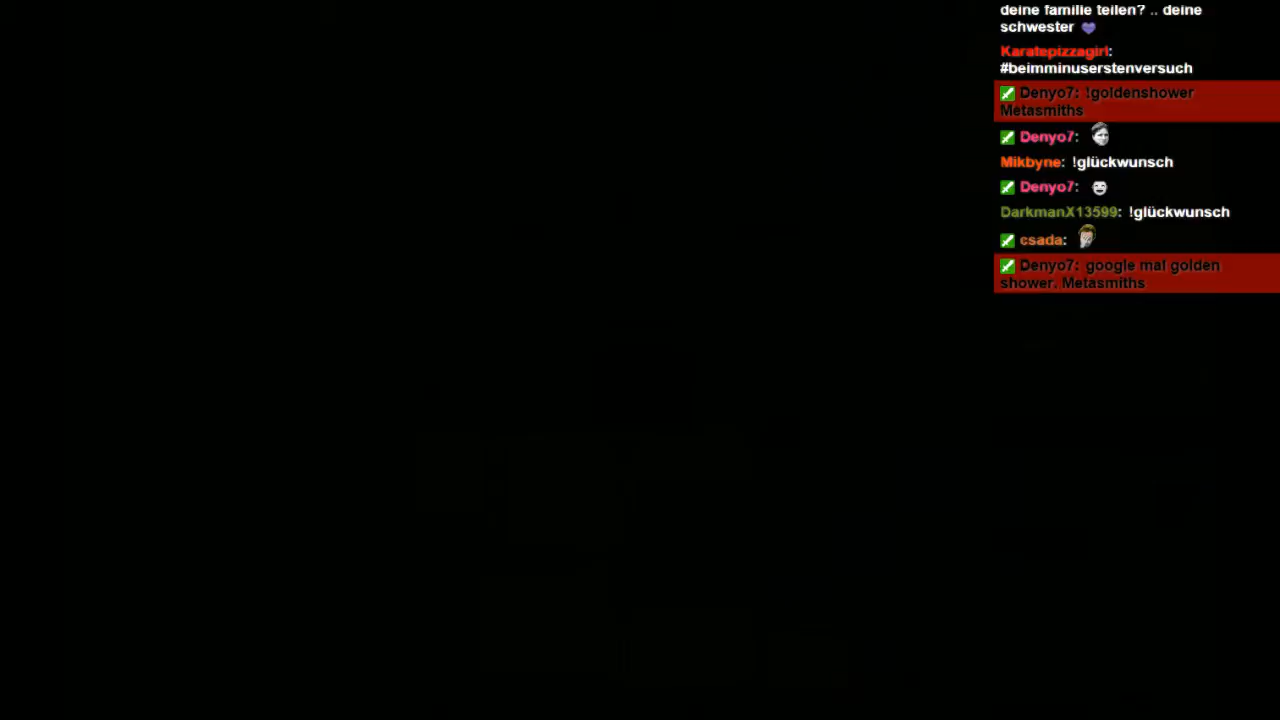 deine familie teilen? .. deine
schwester
Karatepizzagirl:
#beimminuserstenversuch
Denyo7: !goldenshower
Metasmiths
Denyo7:
Mikbyne: !glückwunsch
Denyo7:
DarkmanX13599: !glückwunsch
csada:
Denyo7: google mal golden
shower. Metasmiths